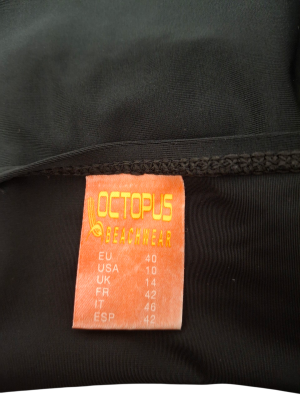 OCTOPUS
BEACHWEAR
EU 40
USA 10
UK 14
FR 42
IT 46
ESP 42